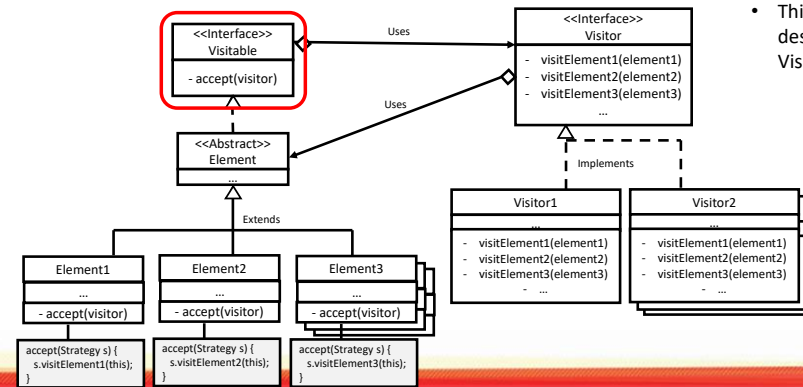 <<Interface>>
Visitable
- accept(visitor)
Uses
Uses
<<Interface>>
Visitor
- visitElement1(element1)
- visitElement2(element2)
- visitElement3(element3)
...
<<Abstract>>
Element
...
Extends
Implements
Element1
...
- accept(visitor)
accept(Strategy s) {
s.visitElement1(this);
}
Element2
...
- accept(visitor)
accept(Strategy s) {
s.visitElement2(this);
}
Element3
...
- accept(visitor)
accept(Strategy s) {
s.visitElement3(this);
}
Visitor1
...
- visitElement1(element1)
- visitElement2(element2)
- visitElement3(element3)
- ...
Visitor2
...
- visitElement1(element1)
- visitElement2(element2)
- visitElement3(element3)
- ...
• Thi
des
Vis